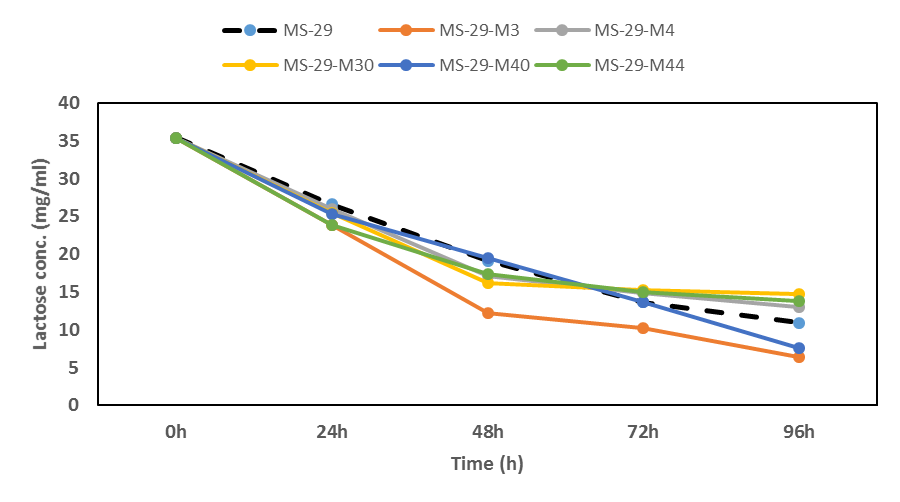 MS-29 MS-29-M3 MS-29-M4
MS-29-M30 MS-29-M40 MS-29-M44
Lactose conc. (mg/ml)
40
35
30
25
20
15
10
5
0
0h 24h 48h 72h 96h
Time (h)